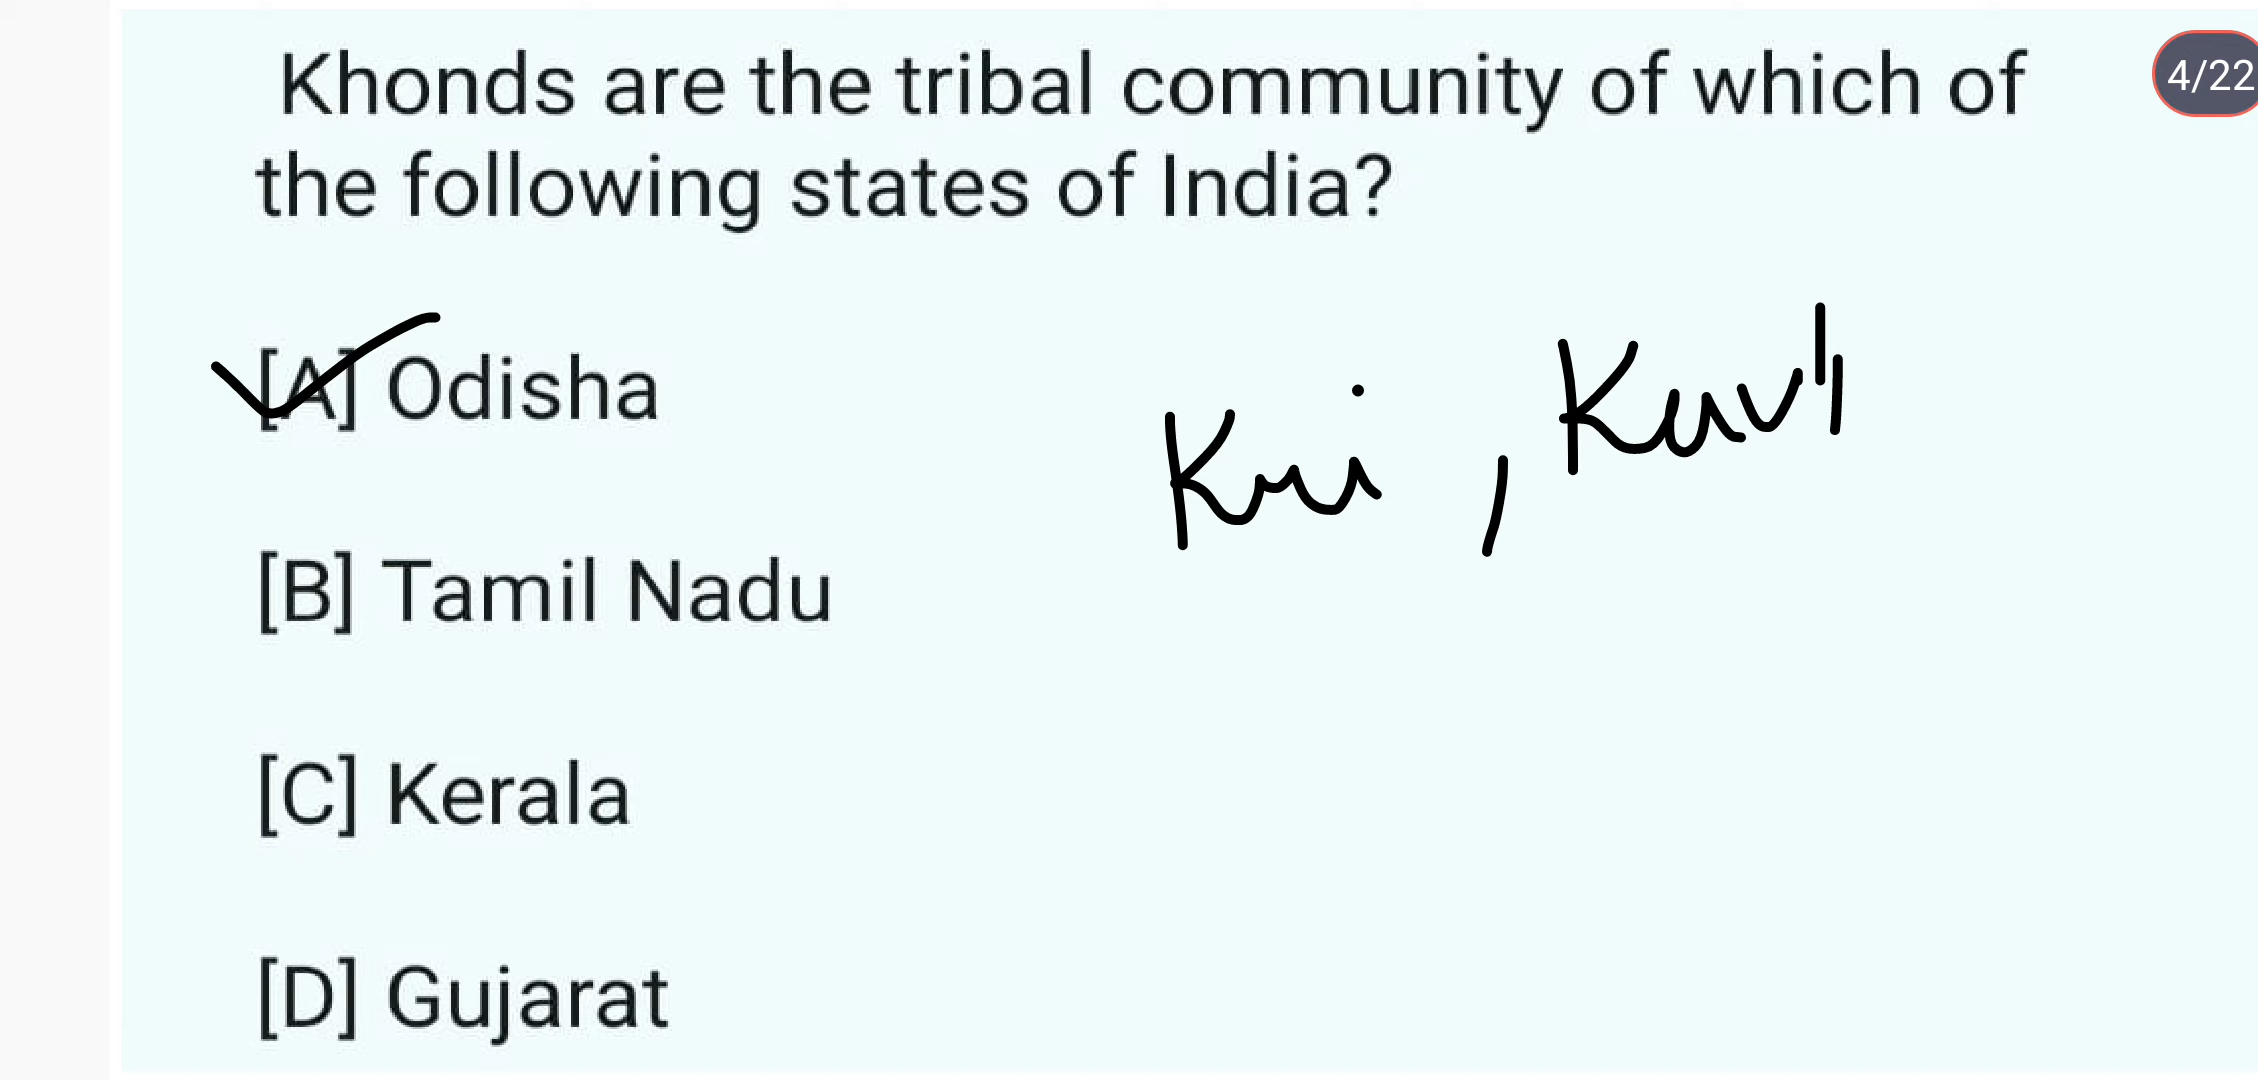 Khonds are the tribal community of which of
the following states of India?
4/22
[A] Odisha
Kui, Kuvi
[B] Tamil Nadu
[C] Kerala
[D] Gujarat